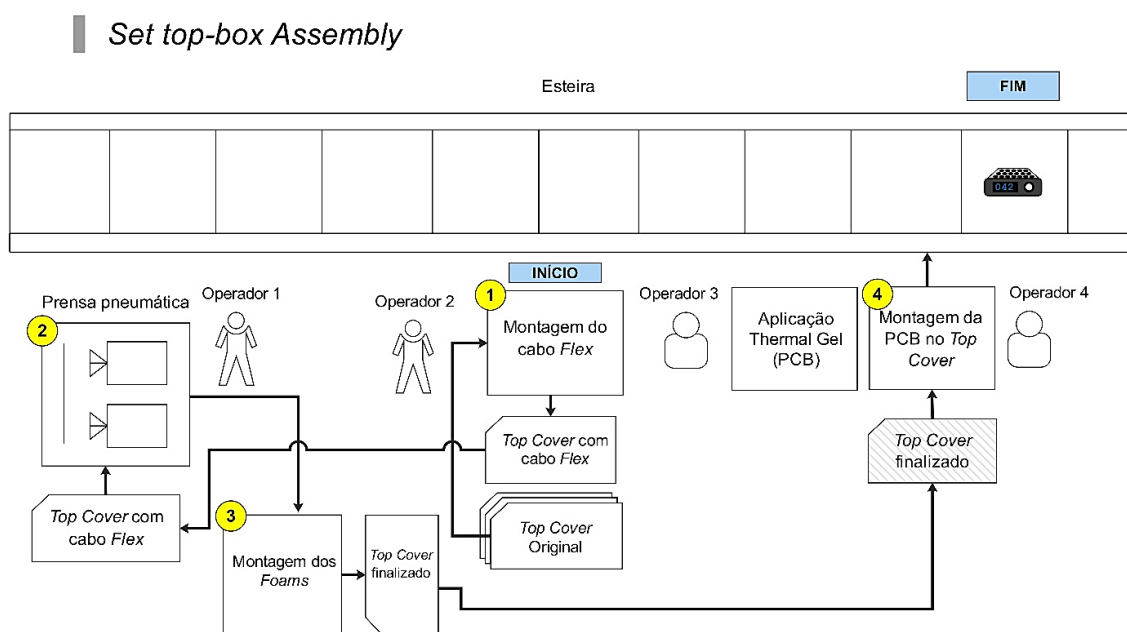 Set top-box Assembly
Esteira
FIM
042
INÍCIO
Prensa pneumática
Operador 1
Operador 2
1
Operador 3
4
Operador 4
2
Montagem do
cabo Flex
Aplicação
Thermal Gel
(PCB)
Montagem da
PCB no Top
Cover
Top Cover com
cabo Flex
Top Cover
finalizado
Top Cover com
cabo Flex
3
Montagem dos
Foams
Top Cover
finalizado
Top Cover
Original